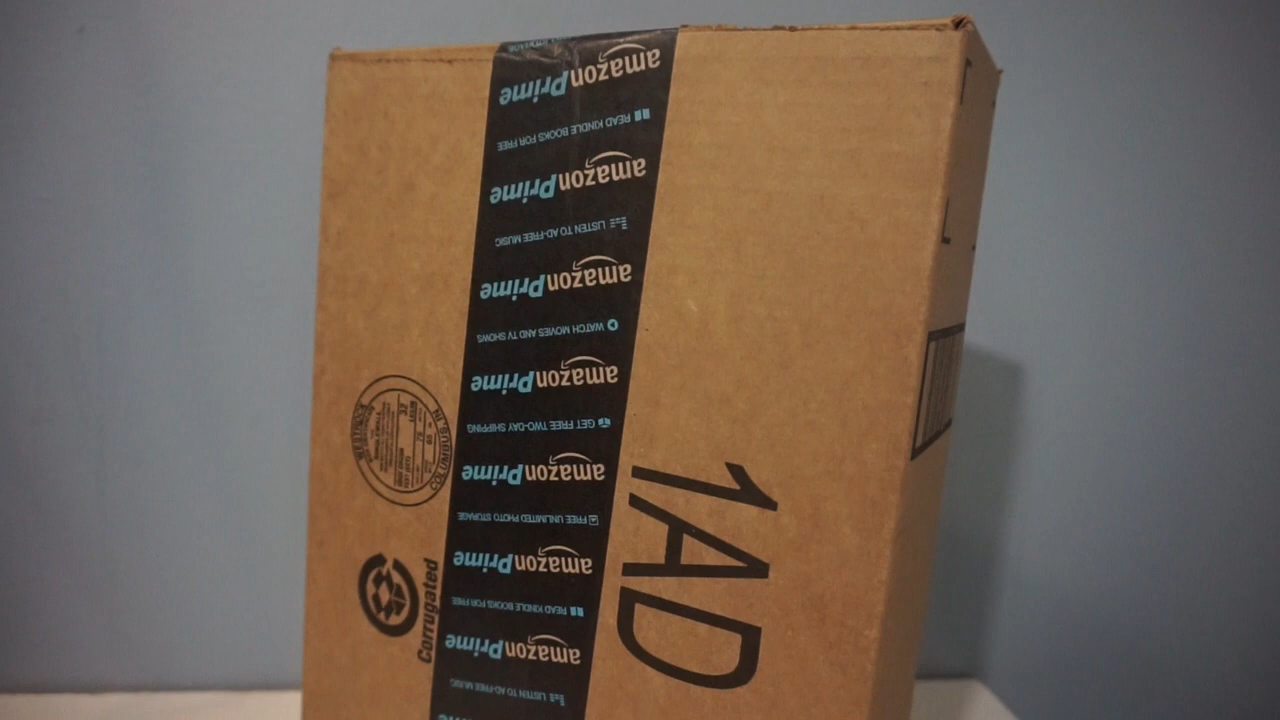 amazonPrime
READ KINDLE BOOKS FOR FREE
amazonPrime
LISTEN TO AD-FREE MUSIC
amazonPrime
WATCH MOVIES AND TV SHOWS
amazonPrime
GET FREE TWO-DAY SHIPPING
amazonPrime
FREE UNLIMITED PHOTO STORAGE
amazonPrime
READ KINDLE BOOKS FOR FREE
amazonPrime
LISTEN TO AD-FREE MUSIC
1AD
COLUMBUS, IN
Corrugated